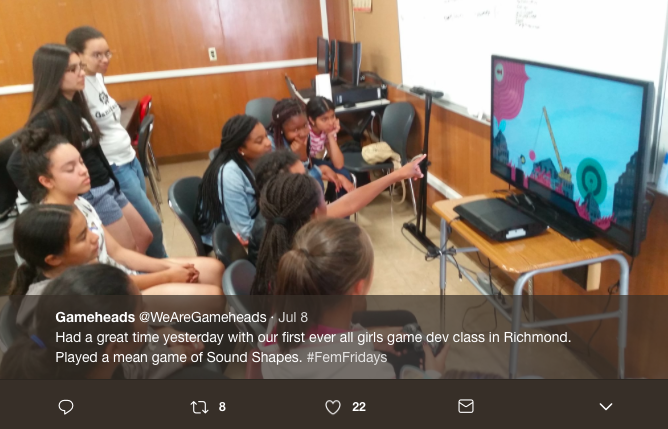 Gameheads @WeAreGameheads · Jul 8
Had a great time yesterday with our first ever all girls game dev class in Richmond.
Played a mean game of Sound Shapes. #FemFridays
8
22